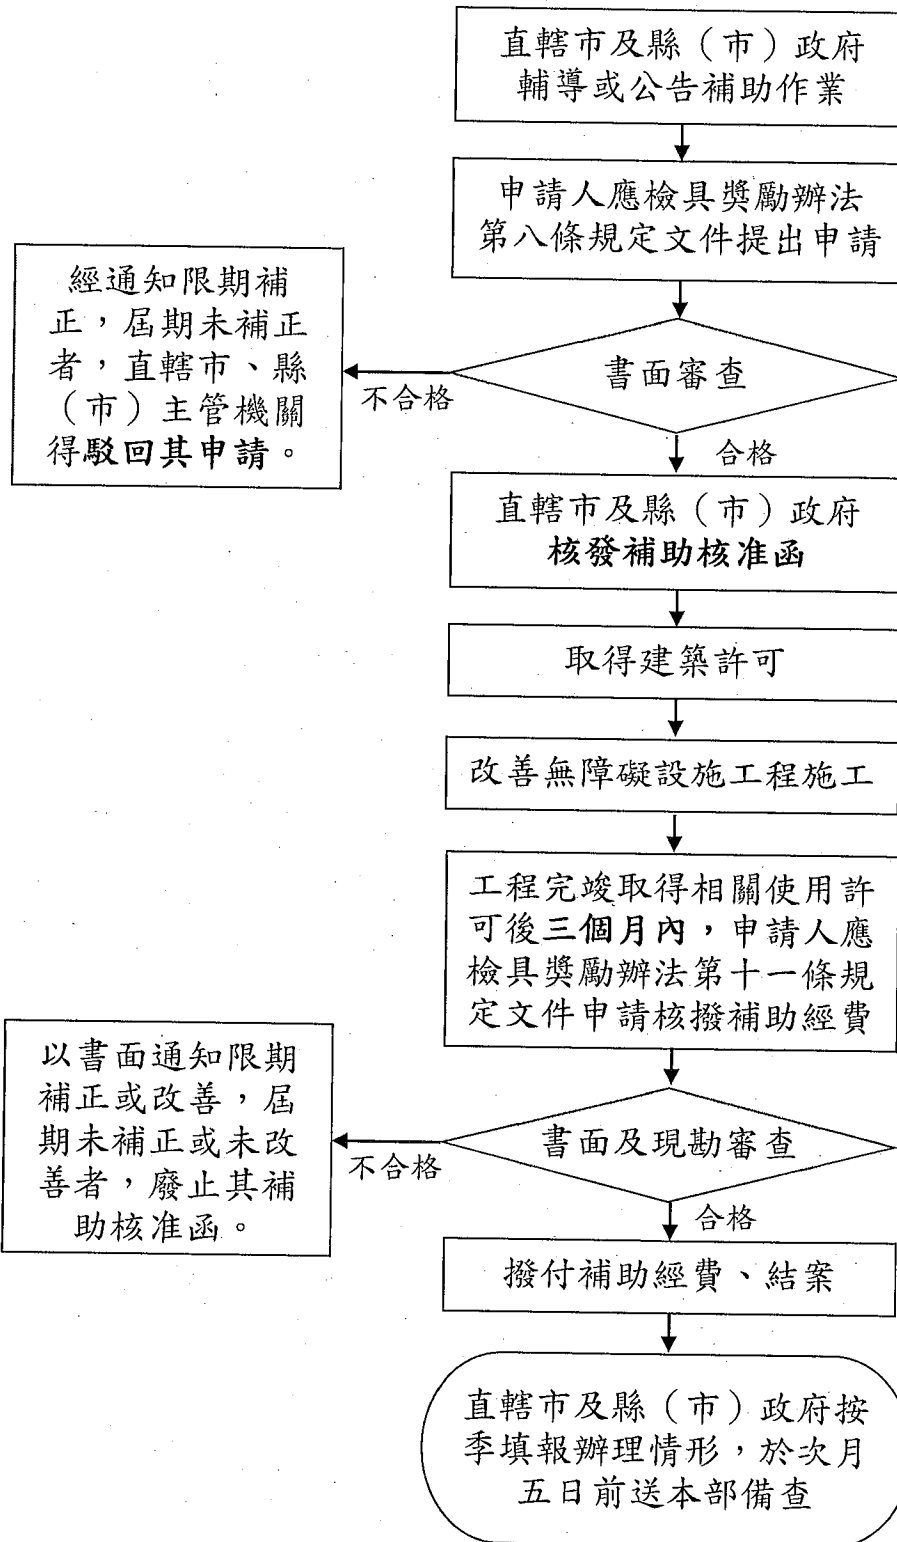 直轄市及縣（市）政府
輔導或公告補助作業
申請人應檢具獎勵辦法
第八條規定文件提出申請
書面審查
不合格
經通知限期補
正，屆期未補正
者，直轄市、縣
（市）主管機關
得駁回其申請。
合格
直轄市及縣（市）政府
核發補助核准函
取得建築許可
改善無障礙設施工程施工
工程完竣取得相關使用許
可後三個月內，申請人應
檢具獎勵辦法第十一條規
定文件申請核撥補助經費
書面及現勘審查
不合格
以書面通知限期
補正或改善，屆
期未補正或未改
善者，廢止其補
助核准函。
合格
撥付補助經費、結案
直轄市及縣（市）政府按
季填報辦理情形，於次月
五日前送本部備查